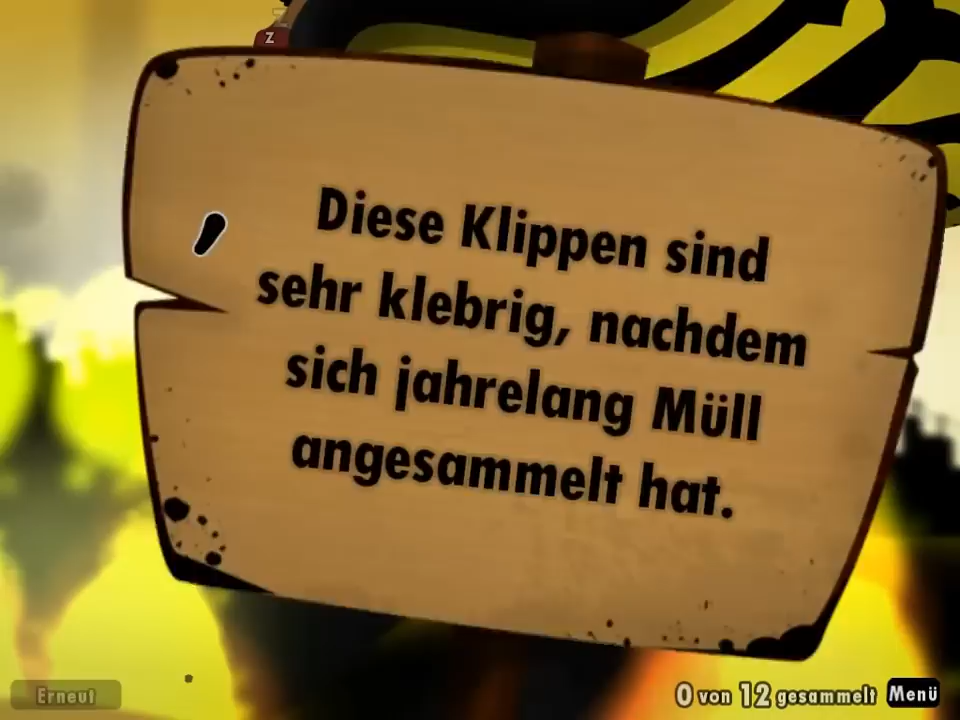 z
Diese Klippen sind
sehr klebrig, nachdem
sich jahrelang Müll
angesammelt hat.
Erneut
0 von 12 gesammelt Menü